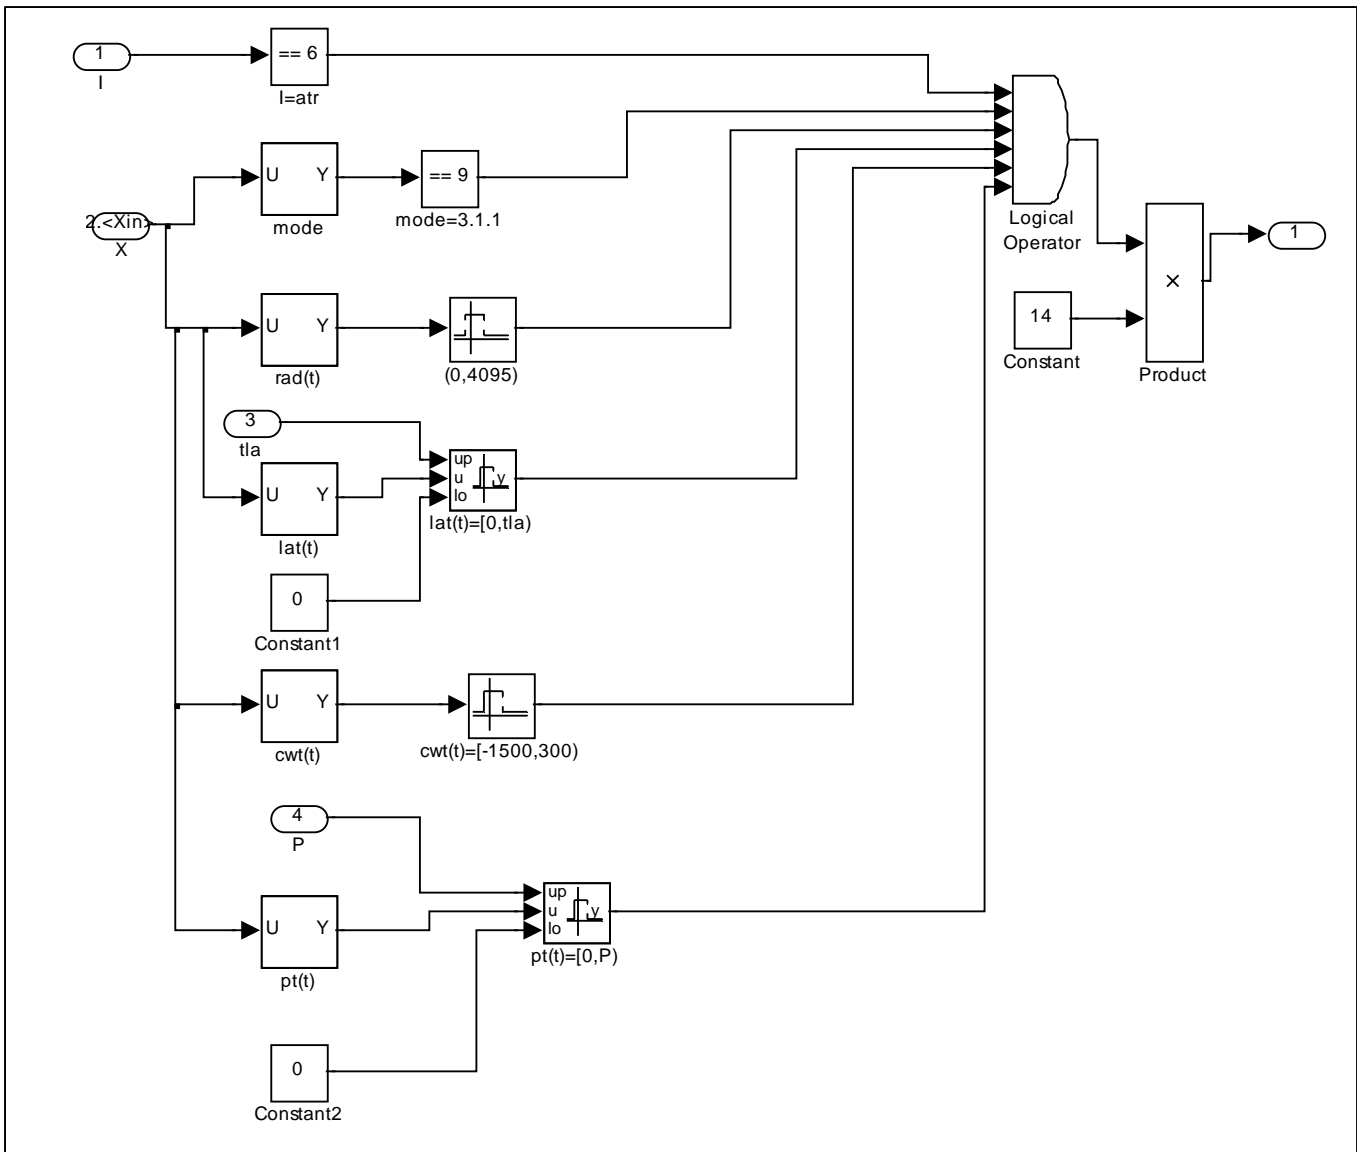 1
I
== 6
I=atr
U Y
mode
== 9
mode=3.1.1
2.<Xin>
X
Logical
Operator
1
U Y
rad(t)
(0,4095)
14
Constant
×
Product
3
tla
U Y
lat(t)
up
u
lo
y
lat(t)=[0,tla)
0
Constant1
U Y
cwt(t)
cwt(t)=[-1500,300)
4
P
U Y
pt(t)
up
u
lo
y
pt(t)=[0,P)
0
Constant2